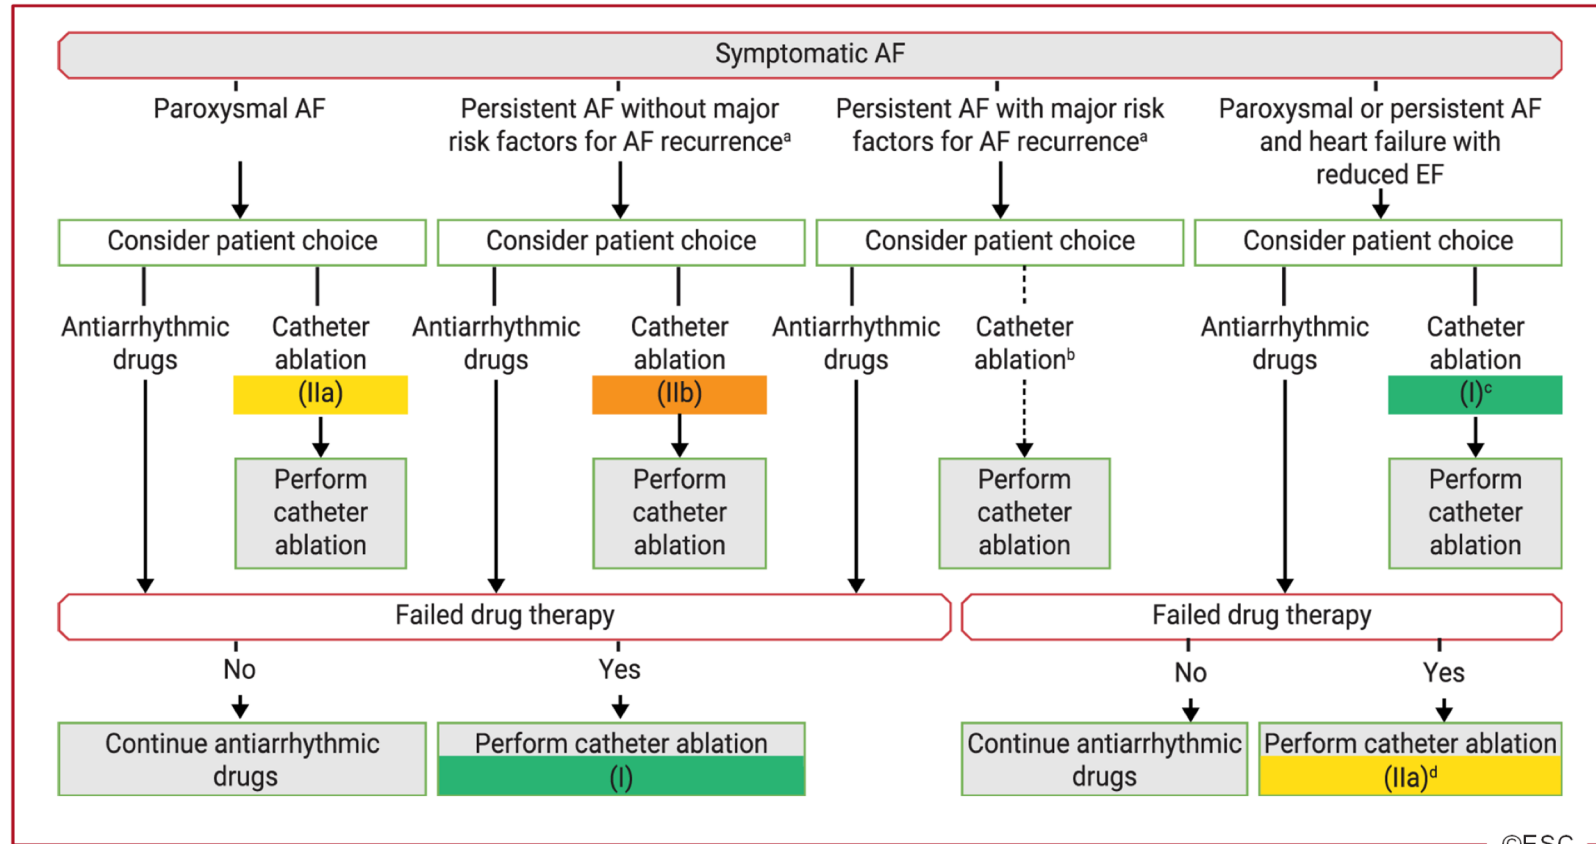 Symptomatic AF
Paroxysmal AF
Persistent AF without major
risk factors for AF recurrenceᵃ
Persistent AF with major risk
factors for AF recurrenceᵃ
Paroxysmal or persistent AF
and heart failure with
reduced EF
Consider patient choice
Consider patient choice
Consider patient choice
Consider patient choice
Antiarrhythmic
drugs
Catheter
ablation
(IIa)
Antiarrhythmic
drugs
Catheter
ablation
(IIb)
Antiarrhythmic
drugs
Catheter
ablationᵇ
Antiarrhythmic
drugs
Catheter
ablation
(I)ᶜ
Perform
catheter
ablation
Perform
catheter
ablation
Perform
catheter
ablation
Perform
catheter
ablation
Failed drug therapy
Failed drug therapy
No
Yes
No
Yes
Continue antiarrhythmic
drugs
Perform catheter ablation
(I)
Continue antiarrhythmic
drugs
Perform catheter ablation
(IIa)ᵈ
©ESC